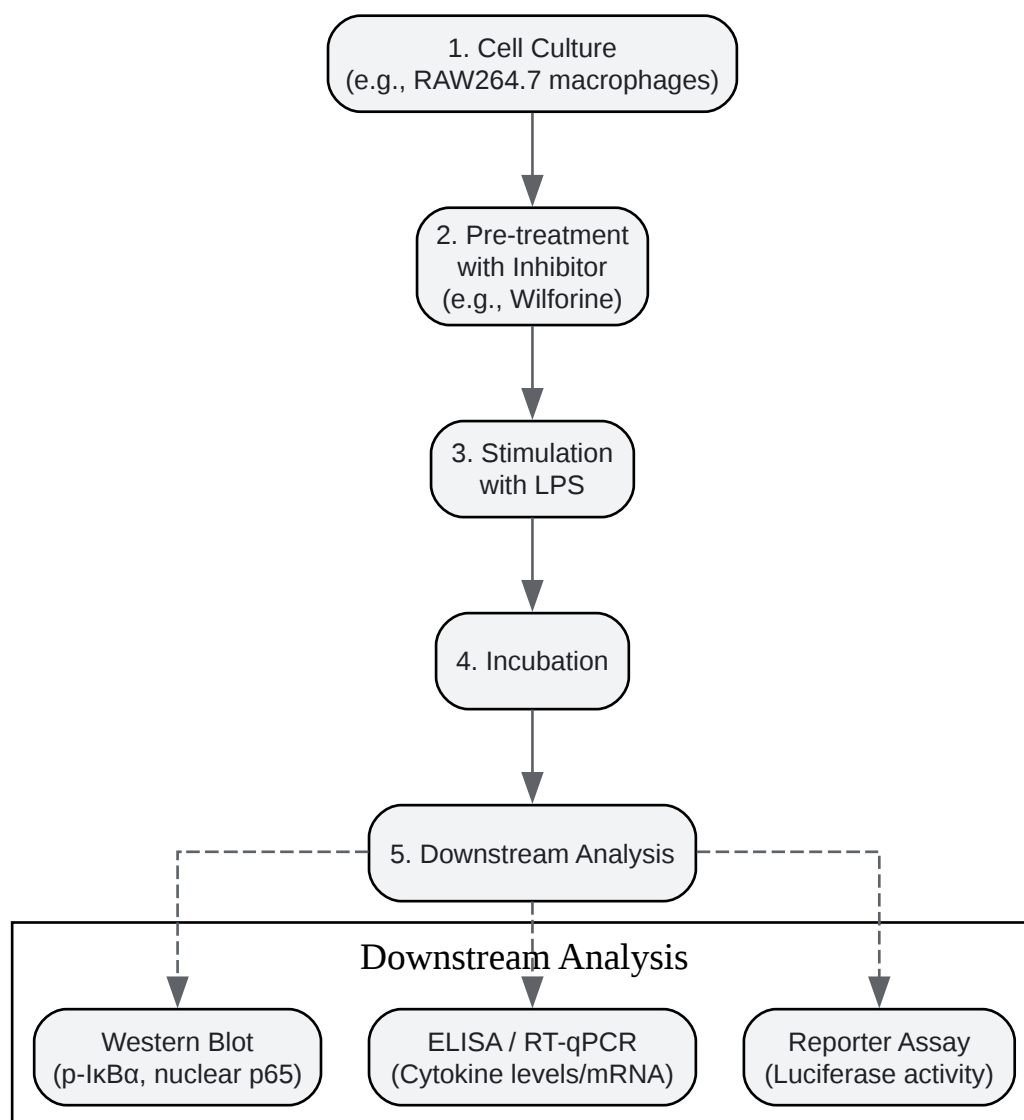 1. Cell Culture
(e.g., RAW264.7 macrophages)
2. Pre-treatment
with Inhibitor
(e.g., Wilforine)
3. Stimulation
with LPS
4. Incubation
5. Downstream Analysis
Downstream Analysis
Western Blot
(p-IκBα, nuclear p65)
ELISA / RT-qPCR
(Cytokine levels/mRNA)
Reporter Assay
(Luciferase activity)